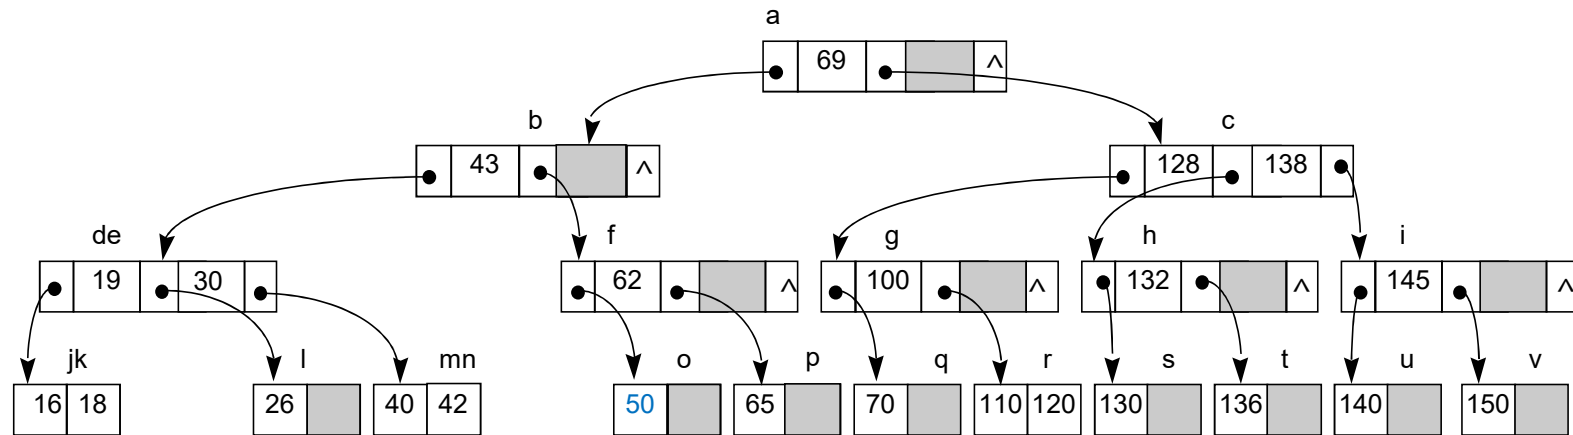 a
69 ^
b c
43 ^ 128 138
de f g h i
19 30 62 ^ 100 ^ 132 ^ 145 ^
jk l mn o p q r s t u v
16 18 26 40 42 50 65 70 110 120 130 136 140 150